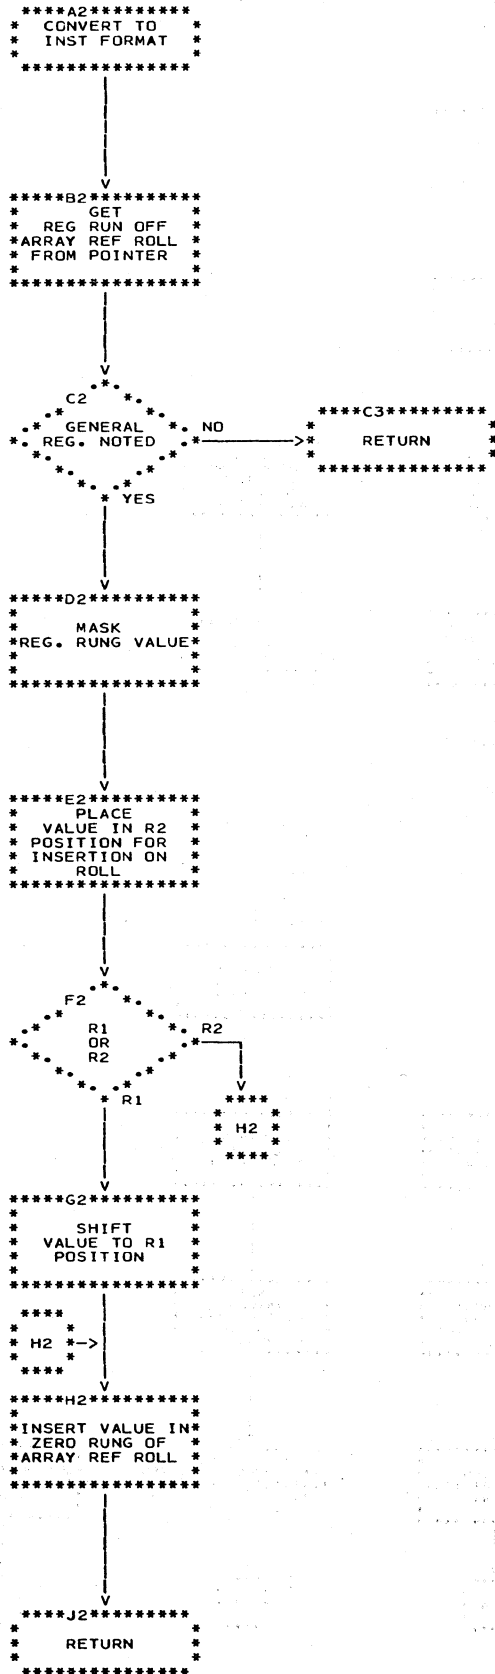 ****A2*********
CONVERT TO
INST FORMAT
*****B2**********
GET
REG RUN OFF
ARRAY REF ROLL
FROM POINTER
C2
GENERAL
REG. NOTED
NO
****C3*********
RETURN
YES
*****D2**********
MASK
REG. RUNG VALUE
*****E2**********
PLACE
VALUE IN R2
POSITION FOR
INSERTION ON
ROLL
F2
R1
OR
R2
R2
H2
R1
*****G2**********
SHIFT
VALUE TO R1
POSITION
H2
*****H2**********
INSERT VALUE IN
ZERO RUNG OF
ARRAY REF ROLL
****J2*********
RETURN